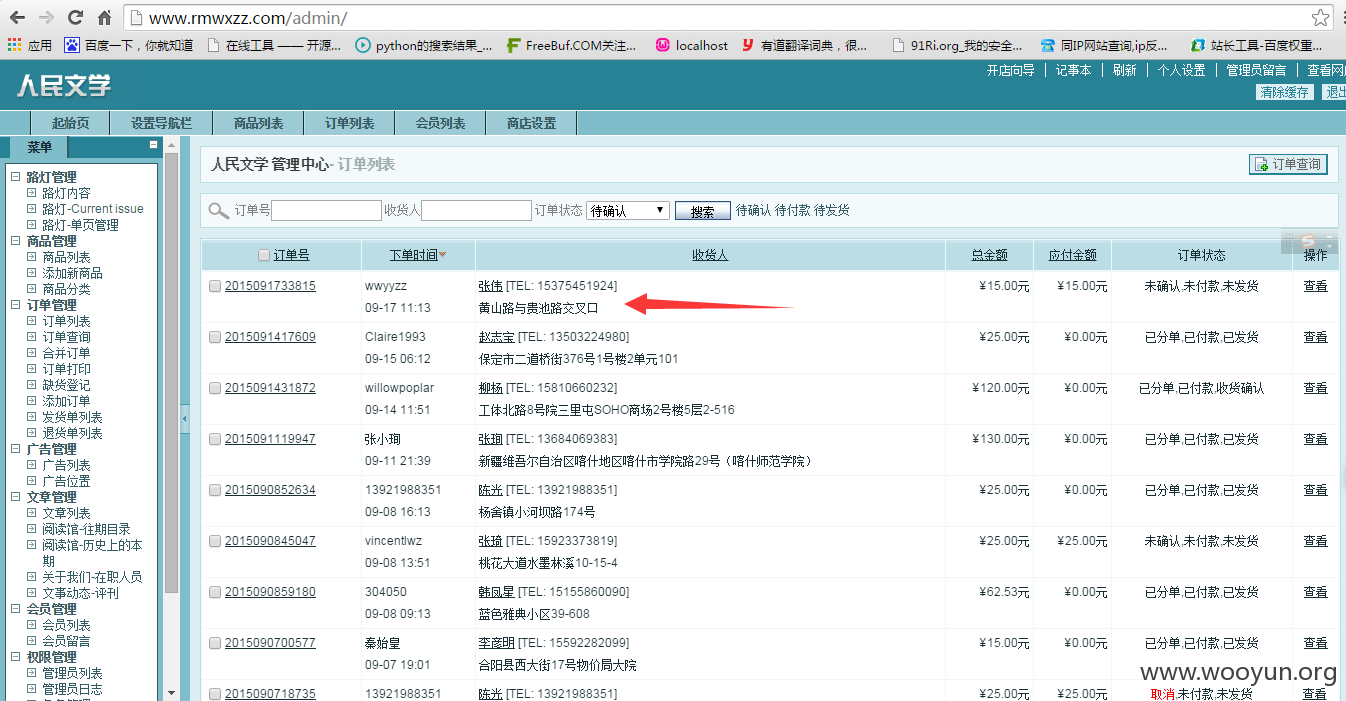 www.rmwxzz.com/admin/
应用 百度一下，你就知道 在线工具 —— 开源... python的搜索结果_... FreeBuf.COM关注... localhost 有道翻译词典，很... 91Ri.org_我的安全... 同IP网站查询,ip反... 站长工具-百度权重...
人民文学
开店向导 记事本 刷新 个人设置 管理员留言 查看网
清除缓存 退出
起始页 设置导航栏 商品列表 订单列表 会员列表 商店设置
菜单
路灯管理
路灯内容
路灯-Current issue
路灯-单页管理
商品管理
商品列表
添加新商品
商品分类
订单管理
订单列表
订单查询
合并订单
订单打印
缺货登记
添加订单
发货单列表
退货单列表
广告管理
广告列表
广告位置
文章管理
文章列表
阅读馆-往期目录
阅读馆-历史上的本
期
关于我们-在职人员
文事动态-评刊
会员管理
会员列表
会员留言
权限管理
管理员列表
管理员日志
人民文学 管理中心 - 订单列表
订单查询
订单号 收货人 订单状态 待确认 搜索 待确认 待付款 待发货
订单号 下单时间 收货人 总金额 应付金额 订单状态 操作
2015091733815 wwyyzz 张伟 [TEL: 15375451924] ¥15.00元 ¥15.00元 未确认,未付款,未发货 查看
09-17 11:13 黄山路与贵池路交叉口
2015091417609 Claire1993 赵志宝 [TEL: 13503224980] ¥25.00元 ¥0.00元 已分单,已付款,已发货 查看
09-15 06:12 保定市二道桥街376号1号楼2单元101
2015091431872 willowpoplar 柳杨 [TEL: 15810660232] ¥120.00元 ¥0.00元 已分单,已付款,收货确认 查看
09-14 11:51 工体北路8号院三里屯SOHO商场2号楼5层2-516
2015091119947 张小珣 张珣 [TEL: 13684069383] ¥130.00元 ¥0.00元 已分单,已付款,已发货 查看
09-11 21:39 新疆维吾尔自治区喀什地区喀什市学院路29号（喀什师范学院）
2015090852634 13921988351 陈光 [TEL: 13921988351] ¥25.00元 ¥0.00元 已分单,已付款,已发货 查看
09-08 16:13 杨舍镇小河坝路174号
2015090845047 vincentlwz 张琦 [TEL: 15923373819] ¥25.00元 ¥25.00元 未确认,未付款,未发货 查看
09-08 13:51 桃花大道水墨林溪10-15-4
2015090859180 304050 韩凤星 [TEL: 15155860090] ¥62.53元 ¥0.00元 已分单,已付款,已发货 查看
09-08 09:13 蓝色雅典小区39-608
2015090700577 秦始皇 李彦明 [TEL: 15592282099] ¥15.00元 ¥0.00元 已分单,已付款,已发货 查看
09-07 19:01 合阳县西大街17号物价局大院
2015090718735 13921988351 陈光 [TEL: 13921988351] ¥25.00元 ¥25.00元 取消,未付款,未发货 查看
www.wooyun.org